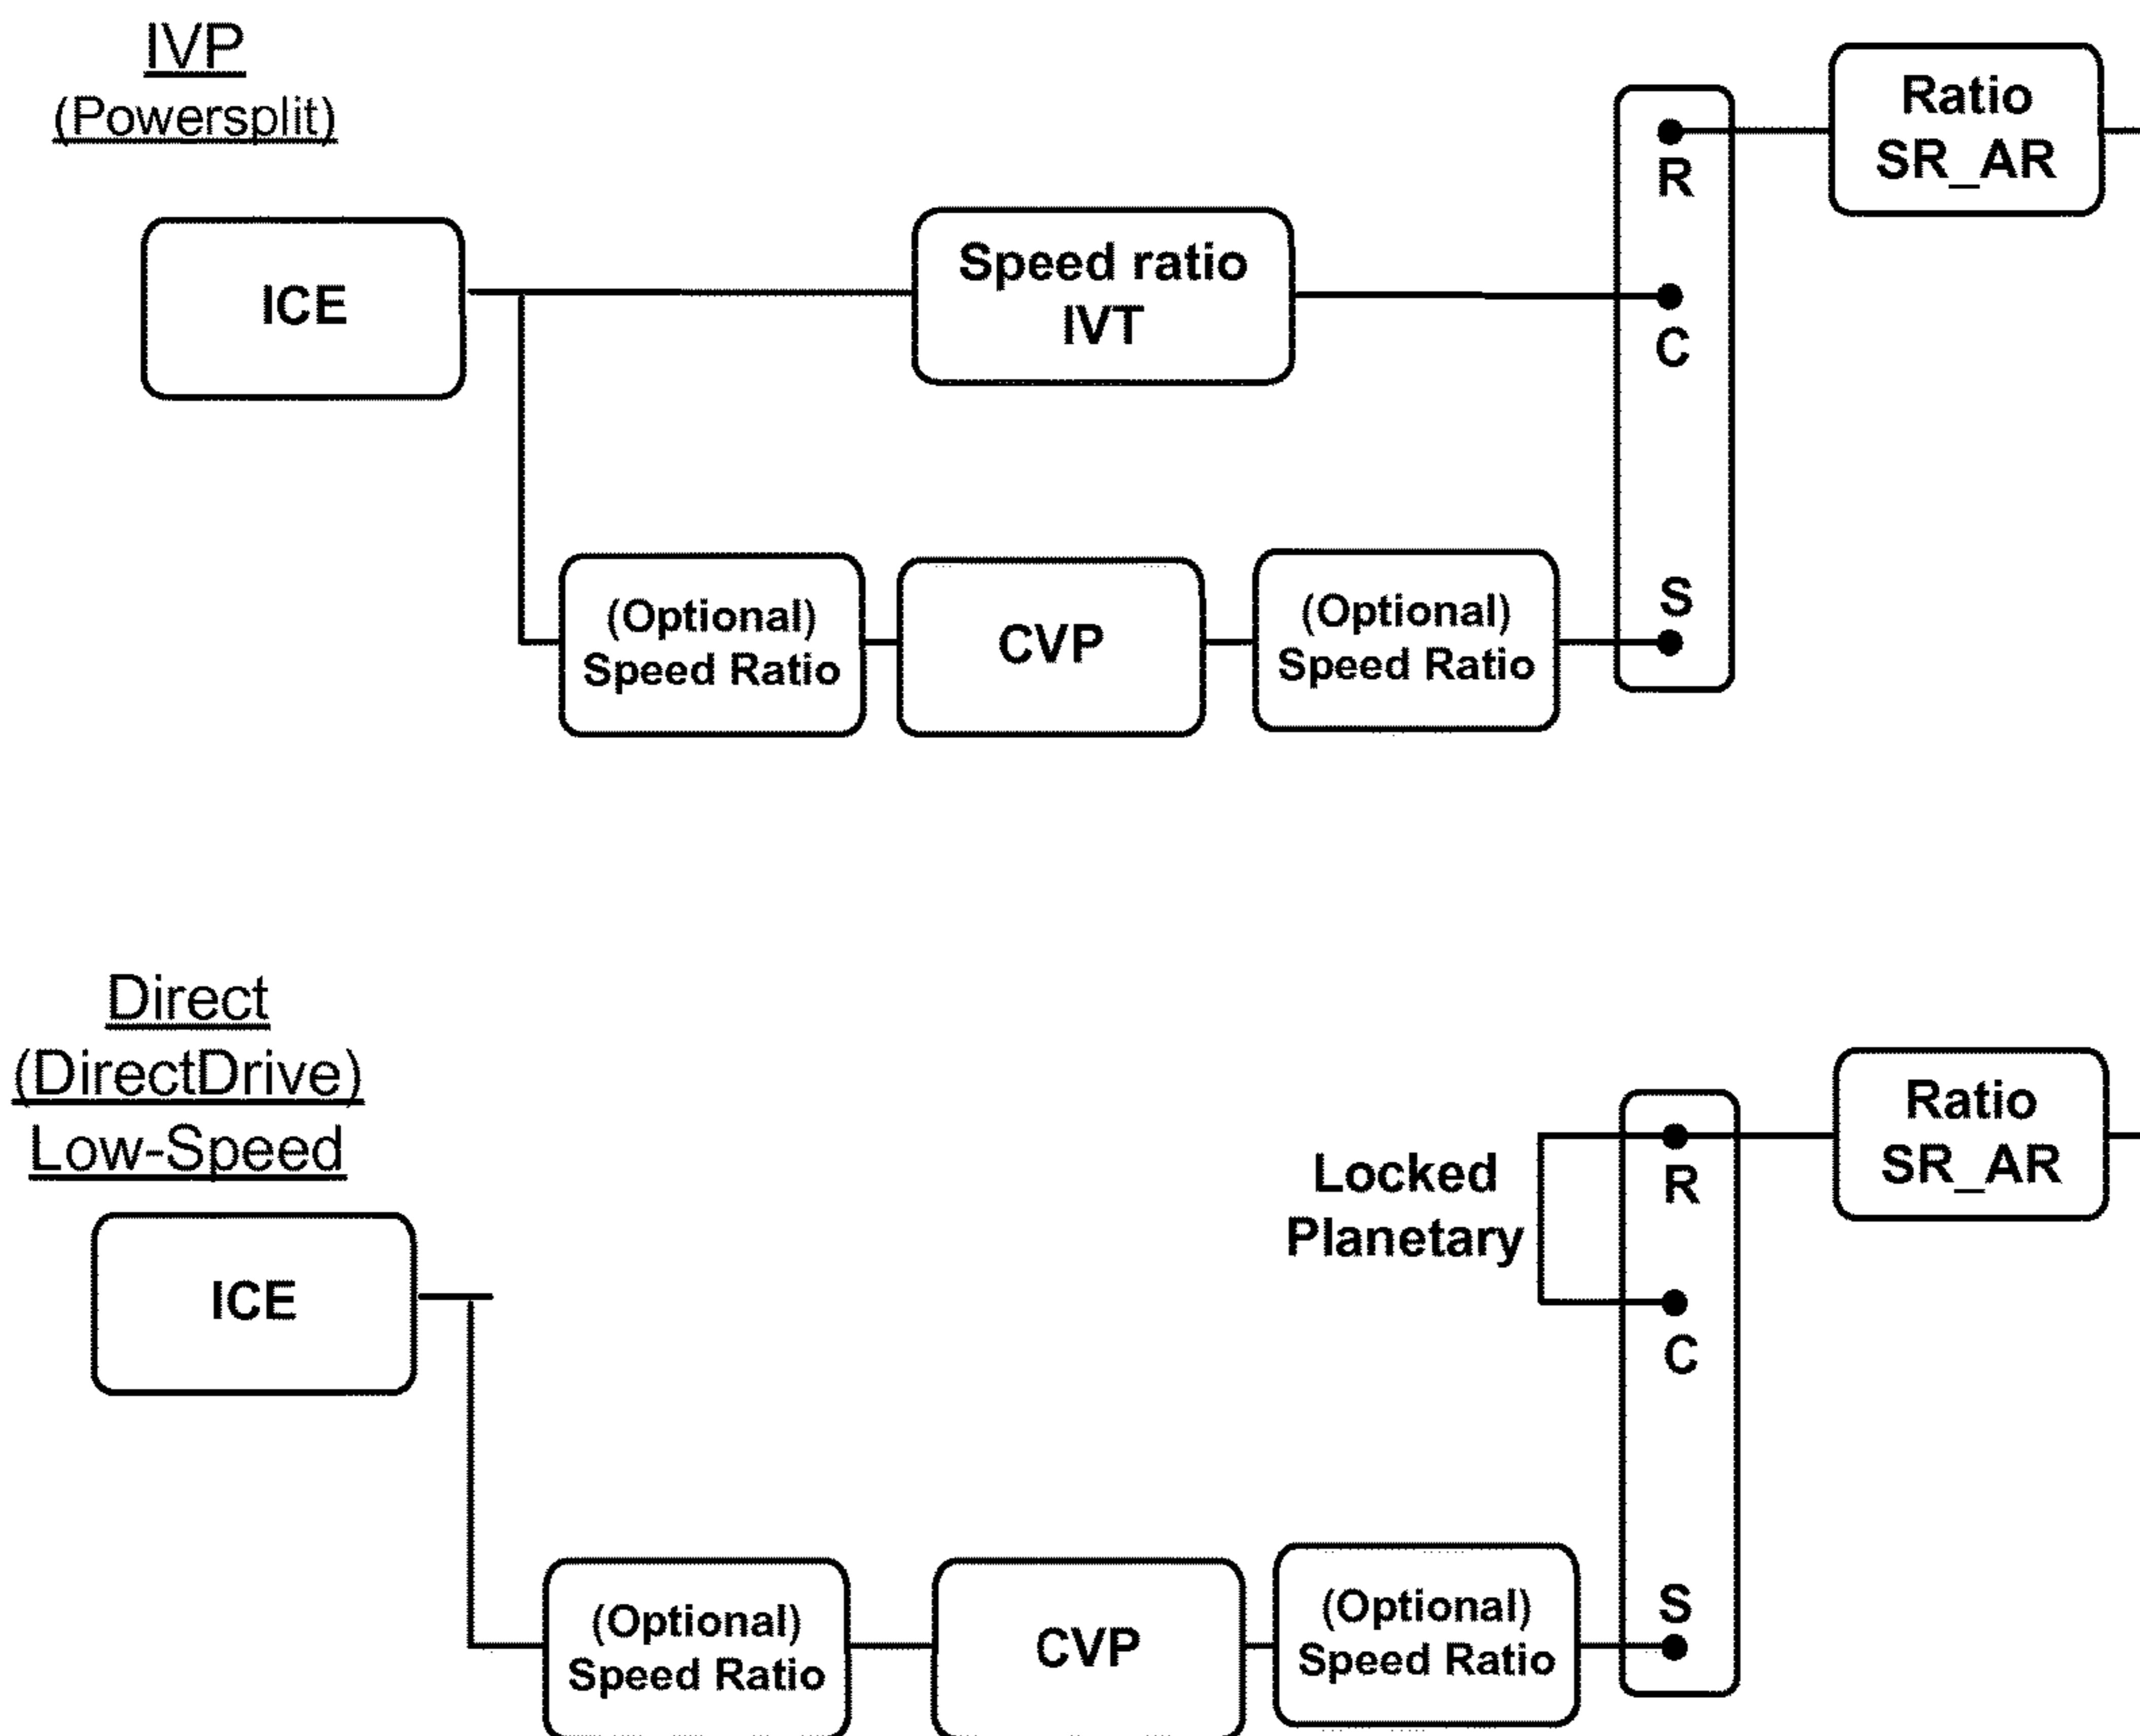 IVP
(Powersplit)
Ratio
SR_AR
R
ICE
Speed ratio
IVT
C
(Optional)
Speed Ratio
CVP
(Optional)
Speed Ratio
S
Direct
(DirectDrive)
Low-Speed
Ratio
SR_AR
Locked
Planetary
R
ICE
C
(Optional)
Speed Ratio
CVP
(Optional)
Speed Ratio
S